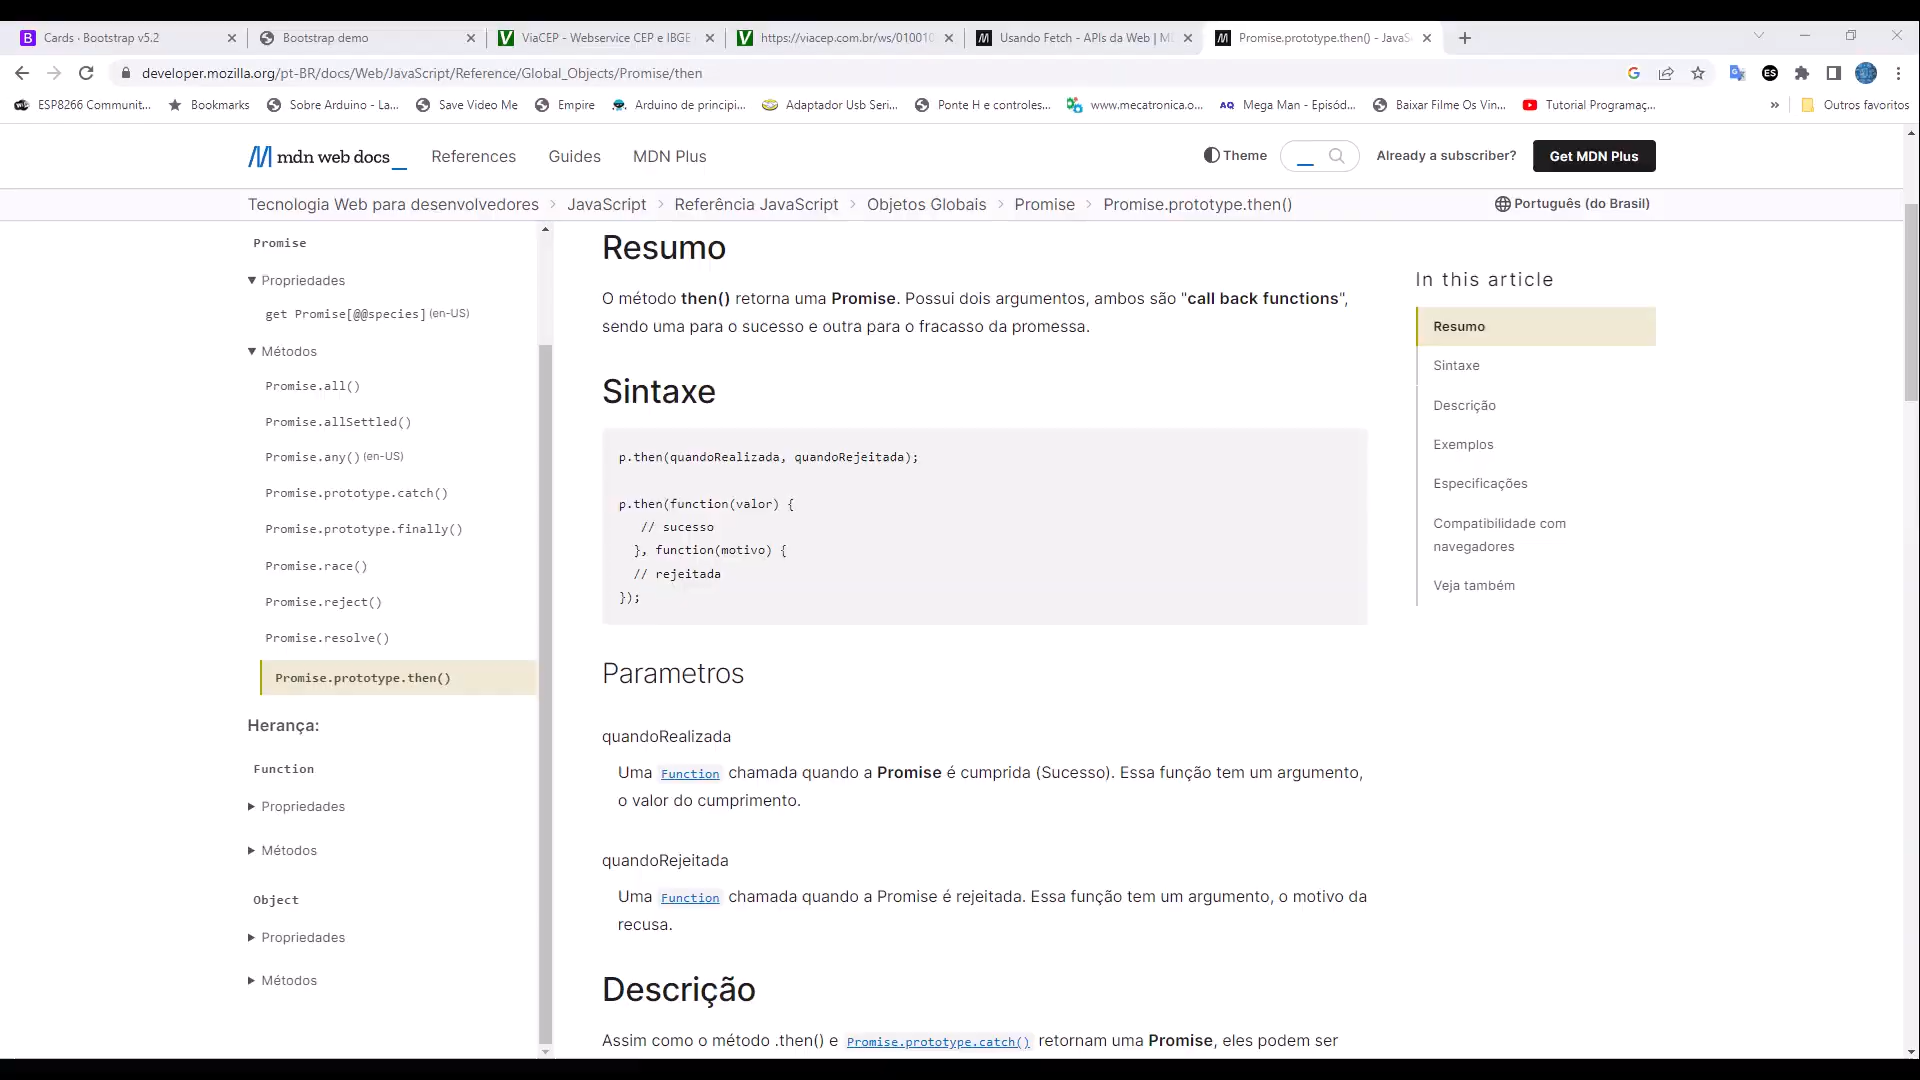 Cards · Bootstrap v5.2
Bootstrap demo
ViaCEP - Webservice CEP e IBGE
https://viacep.com.br/ws/01001
Usando Fetch - APIs da Web |
Promise.prototype.then() - Java
developer.mozilla.org/pt-BR/docs/Web/JavaScript/Reference/Global_Objects/Promise/then
ESP8266 Communit...
Bookmarks
Sobre Arduino - La...
Save Video Me
Empire
Arduino de principi...
Adaptador Usb Seri...
Ponte H e controles...
www.mecatronica.o...
AQ
Mega Man - Episód...
Baixar Filme Os Vin...
Tutorial Programaç...
»
Outros favoritos
mdn web docs
References
Guides
MDN Plus
Theme
Already a subscriber?
Get MDN Plus
Tecnologia Web para desenvolvedores
JavaScript
Referência JavaScript
Objetos Globais
Promise
Promise.prototype.then()
Português (do Brasil)
Promise
Propriedades
get Promise[@@species] (en-US)
Métodos
Promise.all()
Promise.allSettled()
Promise.any() (en-US)
Promise.prototype.catch()
Promise.prototype.finally()
Promise.race()
Promise.reject()
Promise.resolve()
Promise.prototype.then()
Herança:
Function
Propriedades
Métodos
Object
Propriedades
Métodos
Resumo
O método then() retorna uma Promise. Possui dois argumentos, ambos são "call back functions",
sendo uma para o sucesso e outra para o fracasso da promessa.
Sintaxe
p.then(quandoRealizada, quandoRejeitada);
p.then(function(valor) {
// sucesso
}, function(motivo) {
// rejeitada
});
Parametros
quandoRealizada
Uma Function chamada quando a Promise é cumprida (Sucesso). Essa função tem um argumento,
o valor do cumprimento.
quandoRejeitada
Uma Function chamada quando a Promise é rejeitada. Essa função tem um argumento, o motivo da
recusa.
Descrição
Assim como o método .then() e Promise.prototype.catch() retornam uma Promise, eles podem ser
In this article
Resumo
Sintaxe
Descrição
Exemplos
Especificações
Compatibilidade com
navegadores
Veja também